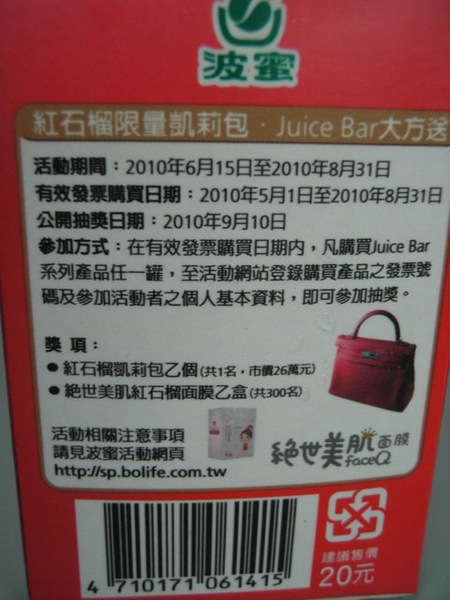 波蜜
紅石榴限量凱莉包．Juice Bar大方送
活動期間：2010年6月15日至2010年8月31日
有效發票購買日期：2010年5月1日至2010年8月31日
公開抽獎日期：2010年9月10日
參加方式：在有效發票購買日期內，凡購買Juice Bar
系列產品任一罐，至活動網站登錄購買產品之發票號
碼及參加活動者之個人基本資料，即可參加抽獎。
獎 項：
● 紅石榴凱莉包乙個(共1名，市價26萬元)
● 絕世美肌紅石榴面膜乙盒(共300名)
活動相關注意事項
請見波蜜活動網頁
http://sp.bolife.com.tw
絕世美肌面膜
faceQ
建議售價
20元
4 710171 061415